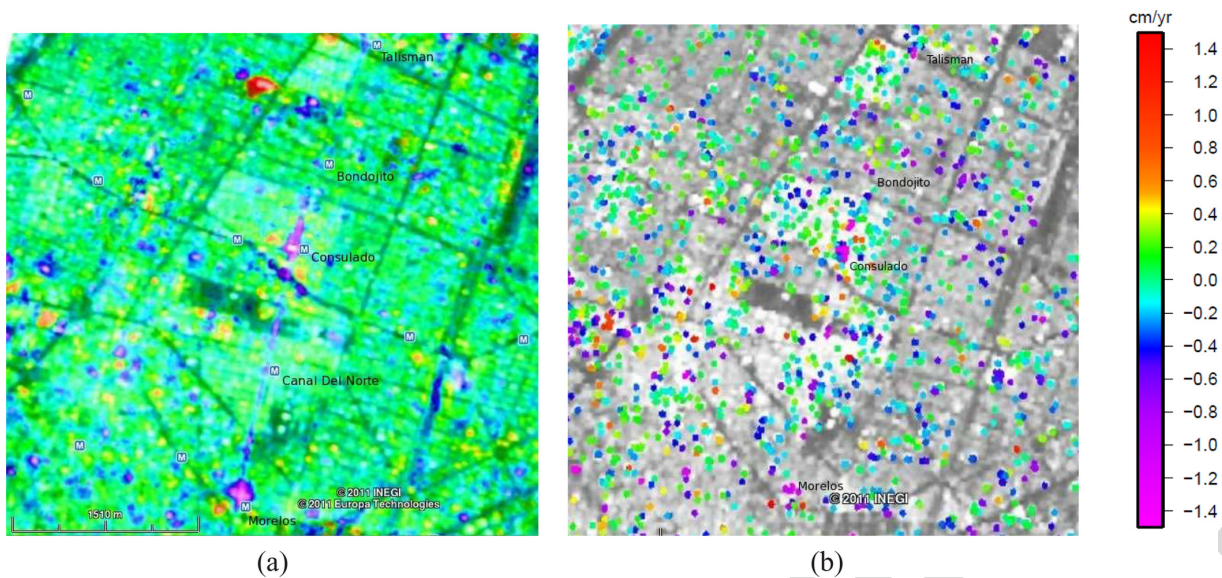 Talisman
M
M
M
Bondojito
M
M
Consulado
M
M
M
Canal Del Norte
M
M
© 2011 INEGI
© 2011 Europa Technologies
M
1510 m
Morelos
(a)
Talisman
Bondojito
Consulado
Morelos
© 2011 INEGI
(b)
cm/yr
1.4
1.2
1.0
0.8
0.6
0.4
0.2
0.0
−0.2
−0.4
−0.6
−0.8
−1.0
−1.2
−1.4